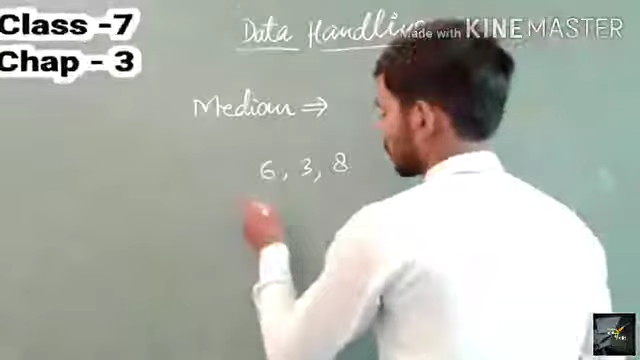 Class -7
Chap - 3
Data Handling
Made with KINEMASTER
Median ⇒
6, 3, 8